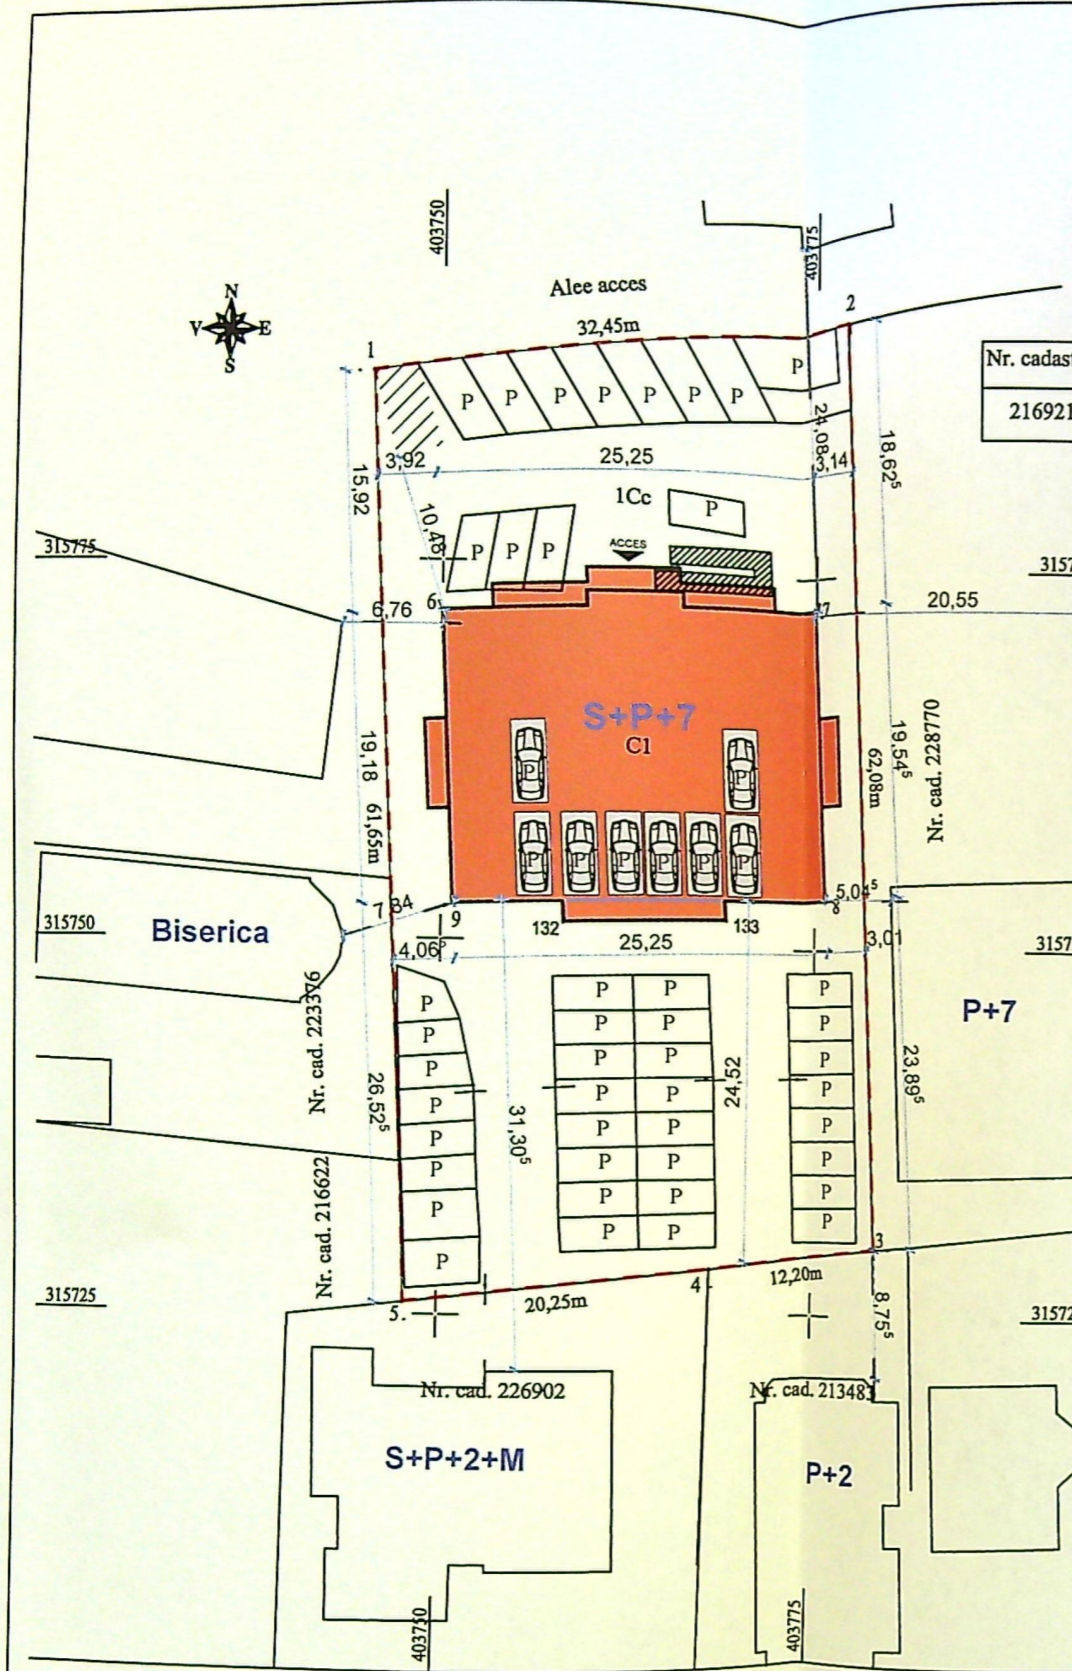 403750
403775
Alee acces
32,45m
1
2
N
V E
S
Nr. cadast
216921
P P P P P P P P
24,08
18,62⁵
3,92
25,25
3,14
15,92
1Cc
P
10,48
P P P
ACCES
315775
3157
6,76
6
7
20,55
S+P+7
C1
19,18
61,65m
62,08m
19,54⁵
Nr. cad. 228770
P P
P P P P P P
7,84
9
132
133
8
5,04⁵
315750
Biserica
4,06
P
25,25
3,01
3157
Nr. cad. 223376
P P P P
P P P P
P P P P
P P P P
P P P P
P P P P
P P P P
P P P P
P+7
26,52⁵
31,30⁵
24,52
23,89⁵
Nr. cad. 216622
3
315725
5.
20,25m
4
12,20m
8,75⁵
31572
Nr. cad. 226902
Nr. cad. 213483
S+P+2+M
P+2
403750
403775